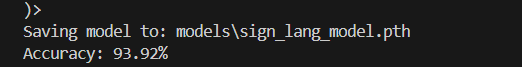 )>
Saving model to: models\sign_lang_model.pth
Accuracy: 93.92%